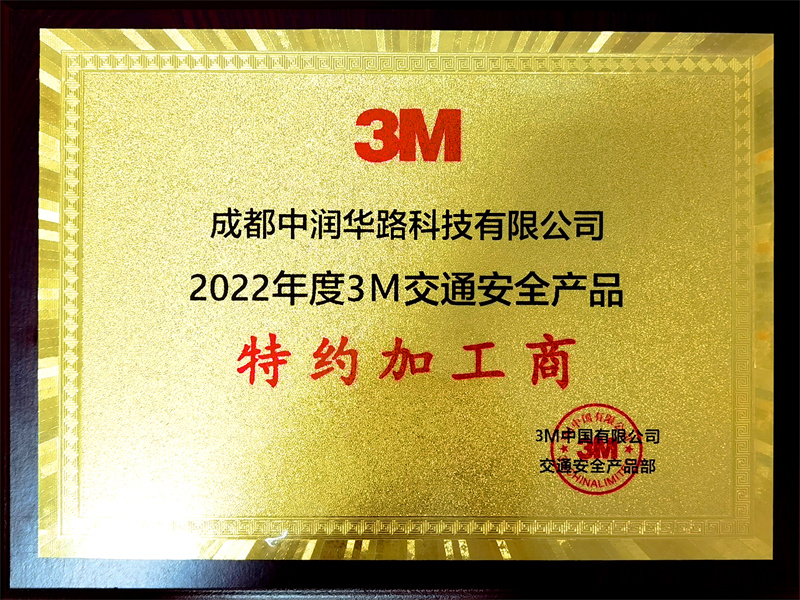 3M
成都中润华路科技有限公司
2022年度3M交通安全产品
特约加工商
3M中国有限公司
3M
交通安全产品部